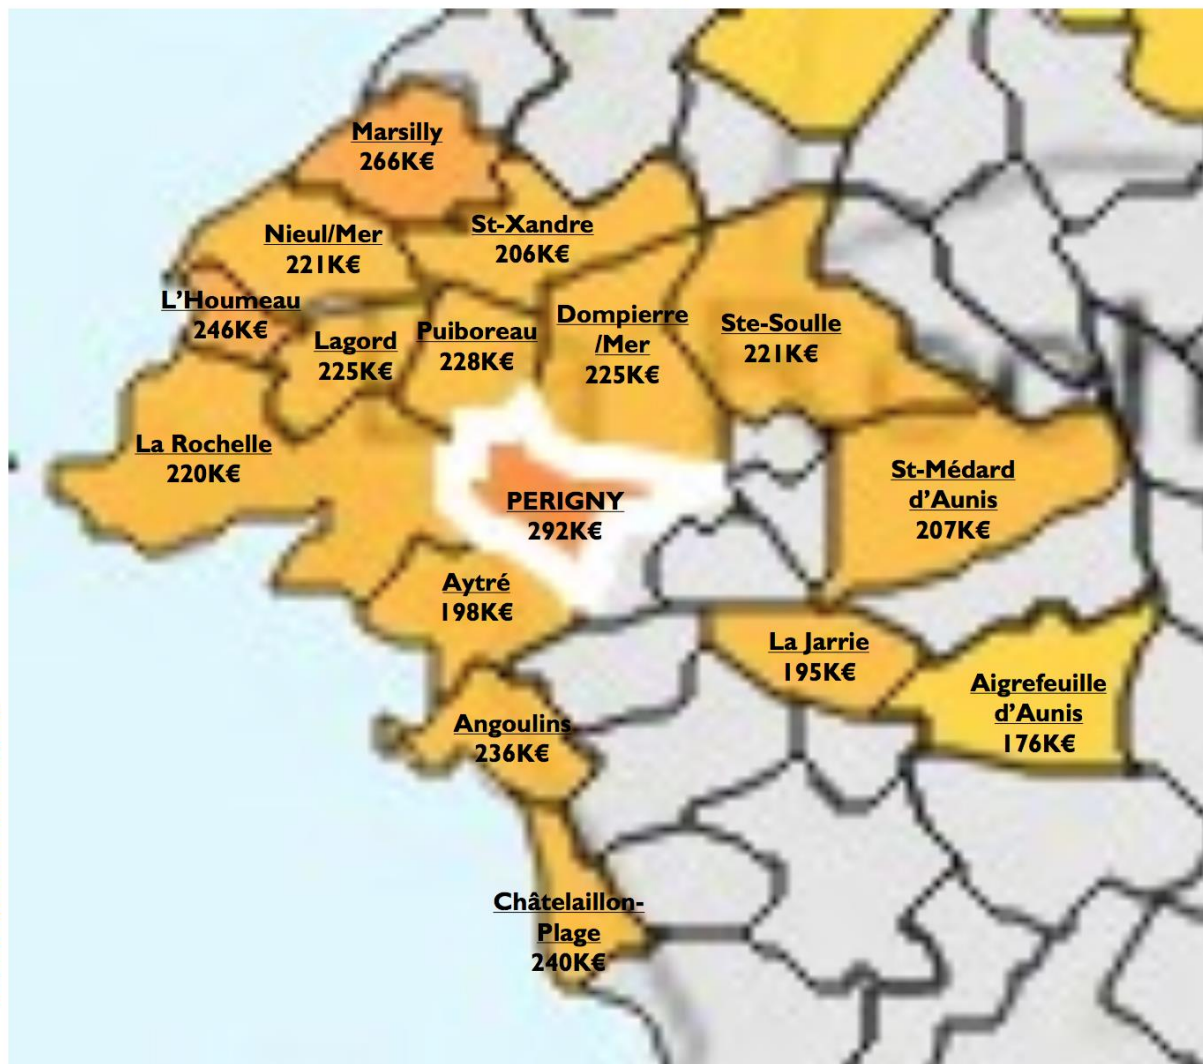 Marsilly
266K€
Nieul/Mer
221K€
St-Xandre
206K€
L'Houmeau
246K€
Lagord
225K€
Puiboreau
228K€
Dompierre
/Mer
225K€
Ste-Soulle
221K€
La Rochelle
220K€
PERIGNY
292K€
St-Médard
d'Aunis
207K€
Aytré
198K€
La Jarrie
195K€
Aigrefeuille
d'Aunis
176K€
Angoulins
236K€
Châtelaillon-
Plage
240K€